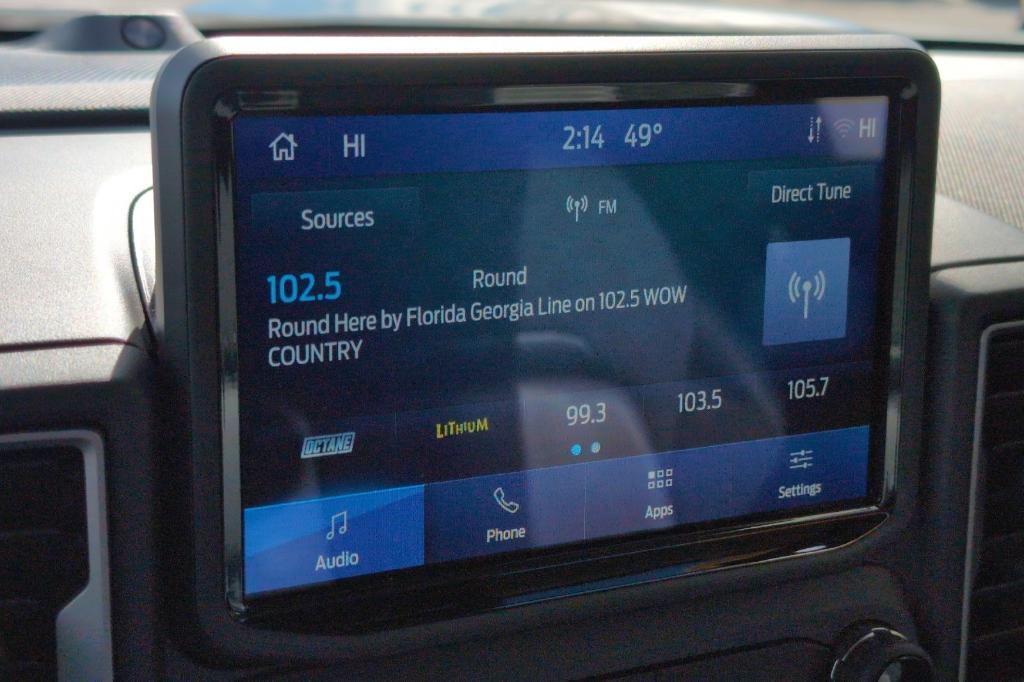 HI 2:14 49° HI
Sources FM Direct Tune
102.5 Round
Round Here by Florida Georgia Line on 102.5 WOW
COUNTRY
OCTANE LITHIUM 99.3 103.5 105.7
Audio Phone Apps Settings